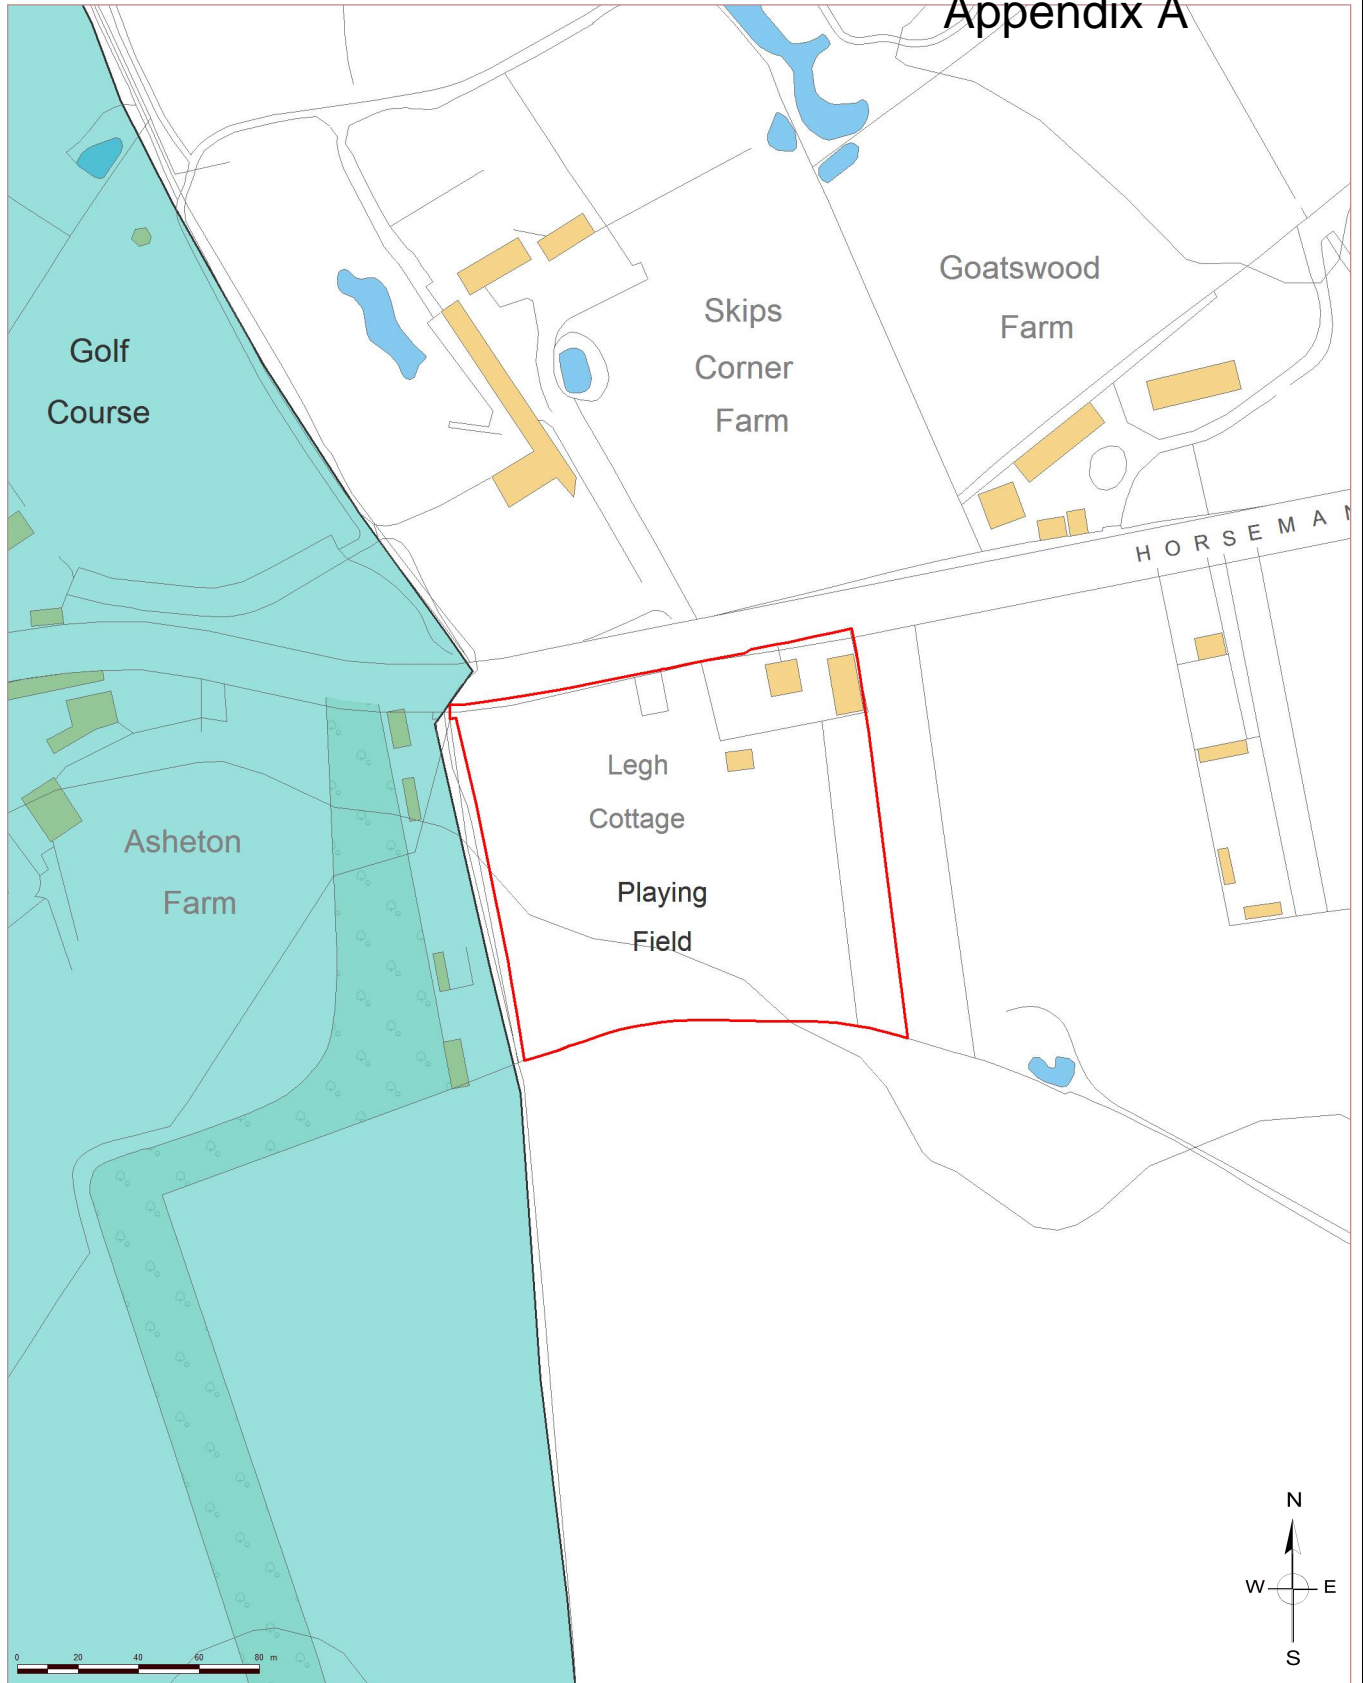 Appendix A
Goatswood
Farm
Skips
Corner
Farm
Golf
Course
HORSEMAN
Legh
Cottage
Asheton
Farm
Playing
Field
N
W E
S
0 20 40 60 80 m